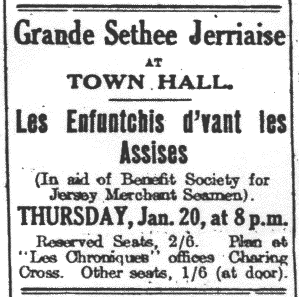 Grande Sethee Jerriaise
AT
TOWN HALL.
Les Enfuntchis d'vant les
Assises
(In aid of Benefit Society for
Jersey Merchant Seamen).
THURSDAY, Jan. 20, at 8 p.m.
Reserved Seats, 2/6. Plan at
"Les Chroniques" offices Charing
Cross. Other seats, 1/6 (at door).